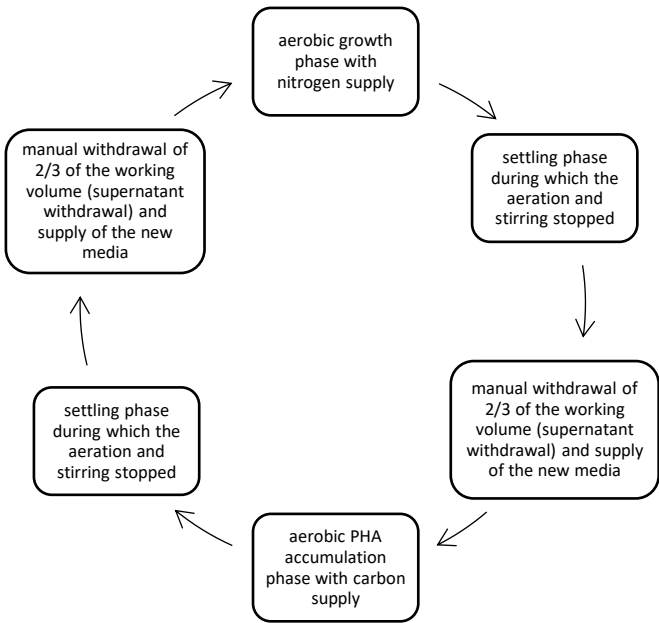 aerobic growth
phase with
nitrogen supply
settling phase
during which the
aeration and
stirring stopped
manual withdrawal of
2/3 of the working
volume (supernatant
withdrawal) and supply
of the new media
aerobic PHA
accumulation
phase with carbon
supply
settling phase
during which the
aeration and
stirring stopped
manual withdrawal of
2/3 of the working
volume (supernatant
withdrawal) and
supply of the new
media